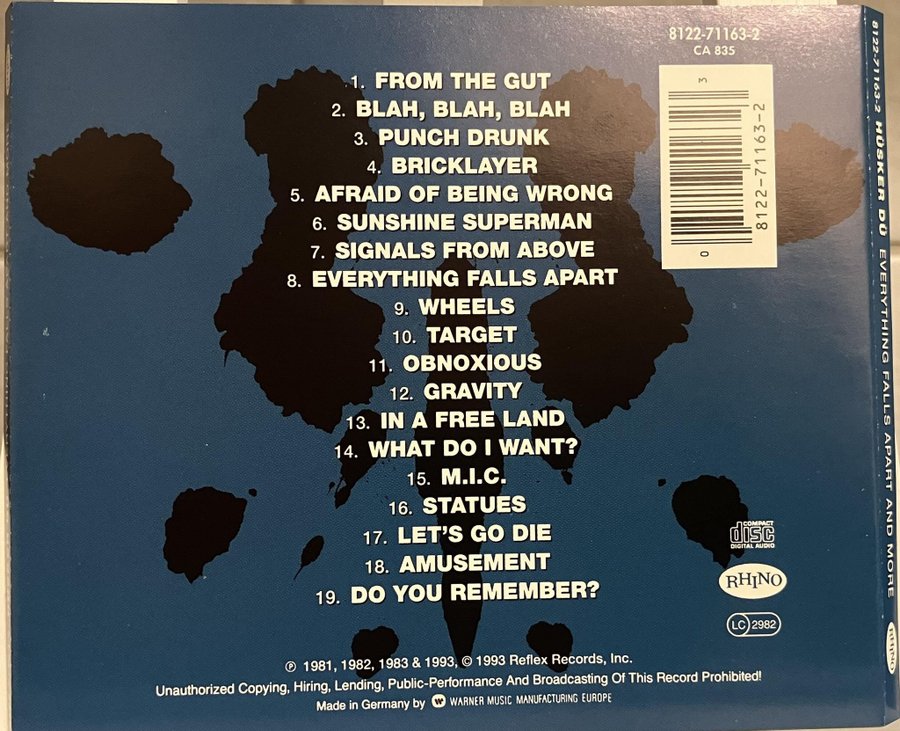 8122-71163-2
CA 835
1. FROM THE GUT
2. BLAH, BLAH, BLAH
3. PUNCH DRUNK
4. BRICKLAYER
5. AFRAID OF BEING WRONG
6. SUNSHINE SUPERMAN
7. SIGNALS FROM ABOVE
8. EVERYTHING FALLS APART
9. WHEELS
10. TARGET
11. OBNOXIOUS
12. GRAVITY
13. IN A FREE LAND
14. WHAT DO I WANT?
15. M.I.C.
16. STATUES
17. LET'S GO DIE
18. AMUSEMENT
19. DO YOU REMEMBER?
3
8122-71163-2
0
COMPACT
disc
DIGITAL AUDIO
RHINO
LC 2982
℗ 1981, 1982, 1983 & 1993, © 1993 Reflex Records, Inc.
Unauthorized Copying, Hiring, Lending, Public-Performance And Broadcasting Of This Record Prohibited!
Made in Germany by WARNER MUSIC MANUFACTURING EUROPE
8122-71163-2 HÜSKER DÜ EVERYTHING FALLS APART AND MORE RHINO